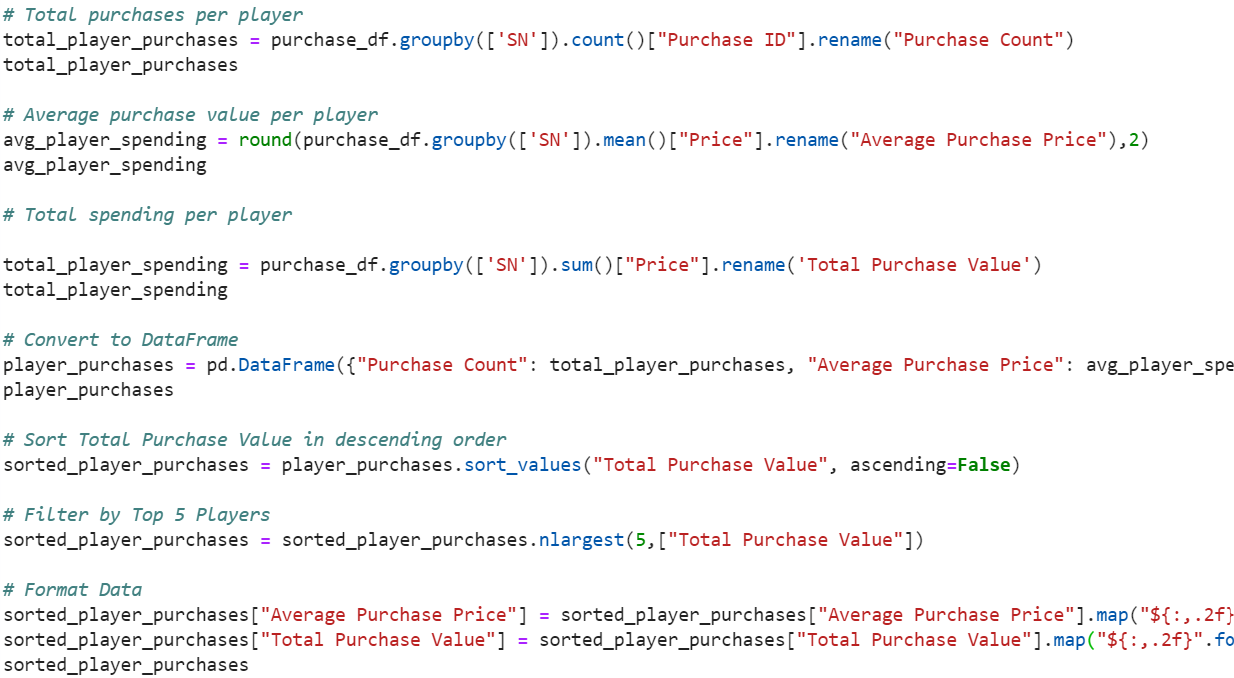 # Total purchases per player
total_player_purchases = purchase_df.groupby(['SN']).count()["Purchase ID"].rename("Purchase Count")
total_player_purchases
# Average purchase value per player
avg_player_spending = round(purchase_df.groupby(['SN']).mean()["Price"].rename("Average Purchase Price"),2)
avg_player_spending
# Total spending per player
total_player_spending = purchase_df.groupby(['SN']).sum()["Price"].rename('Total Purchase Value')
total_player_spending
# Convert to DataFrame
player_purchases = pd.DataFrame({"Purchase Count": total_player_purchases, "Average Purchase Price": avg_player_spe
player_purchases
# Sort Total Purchase Value in descending order
sorted_player_purchases = player_purchases.sort_values("Total Purchase Value", ascending=False)
# Filter by Top 5 Players
sorted_player_purchases = sorted_player_purchases.nlargest(5,["Total Purchase Value"])
# Format Data
sorted_player_purchases["Average Purchase Price"] = sorted_player_purchases["Average Purchase Price"].map("${:,.2f}
sorted_player_purchases["Total Purchase Value"] = sorted_player_purchases["Total Purchase Value"].map("${:,.2f}".fo
sorted_player_purchases